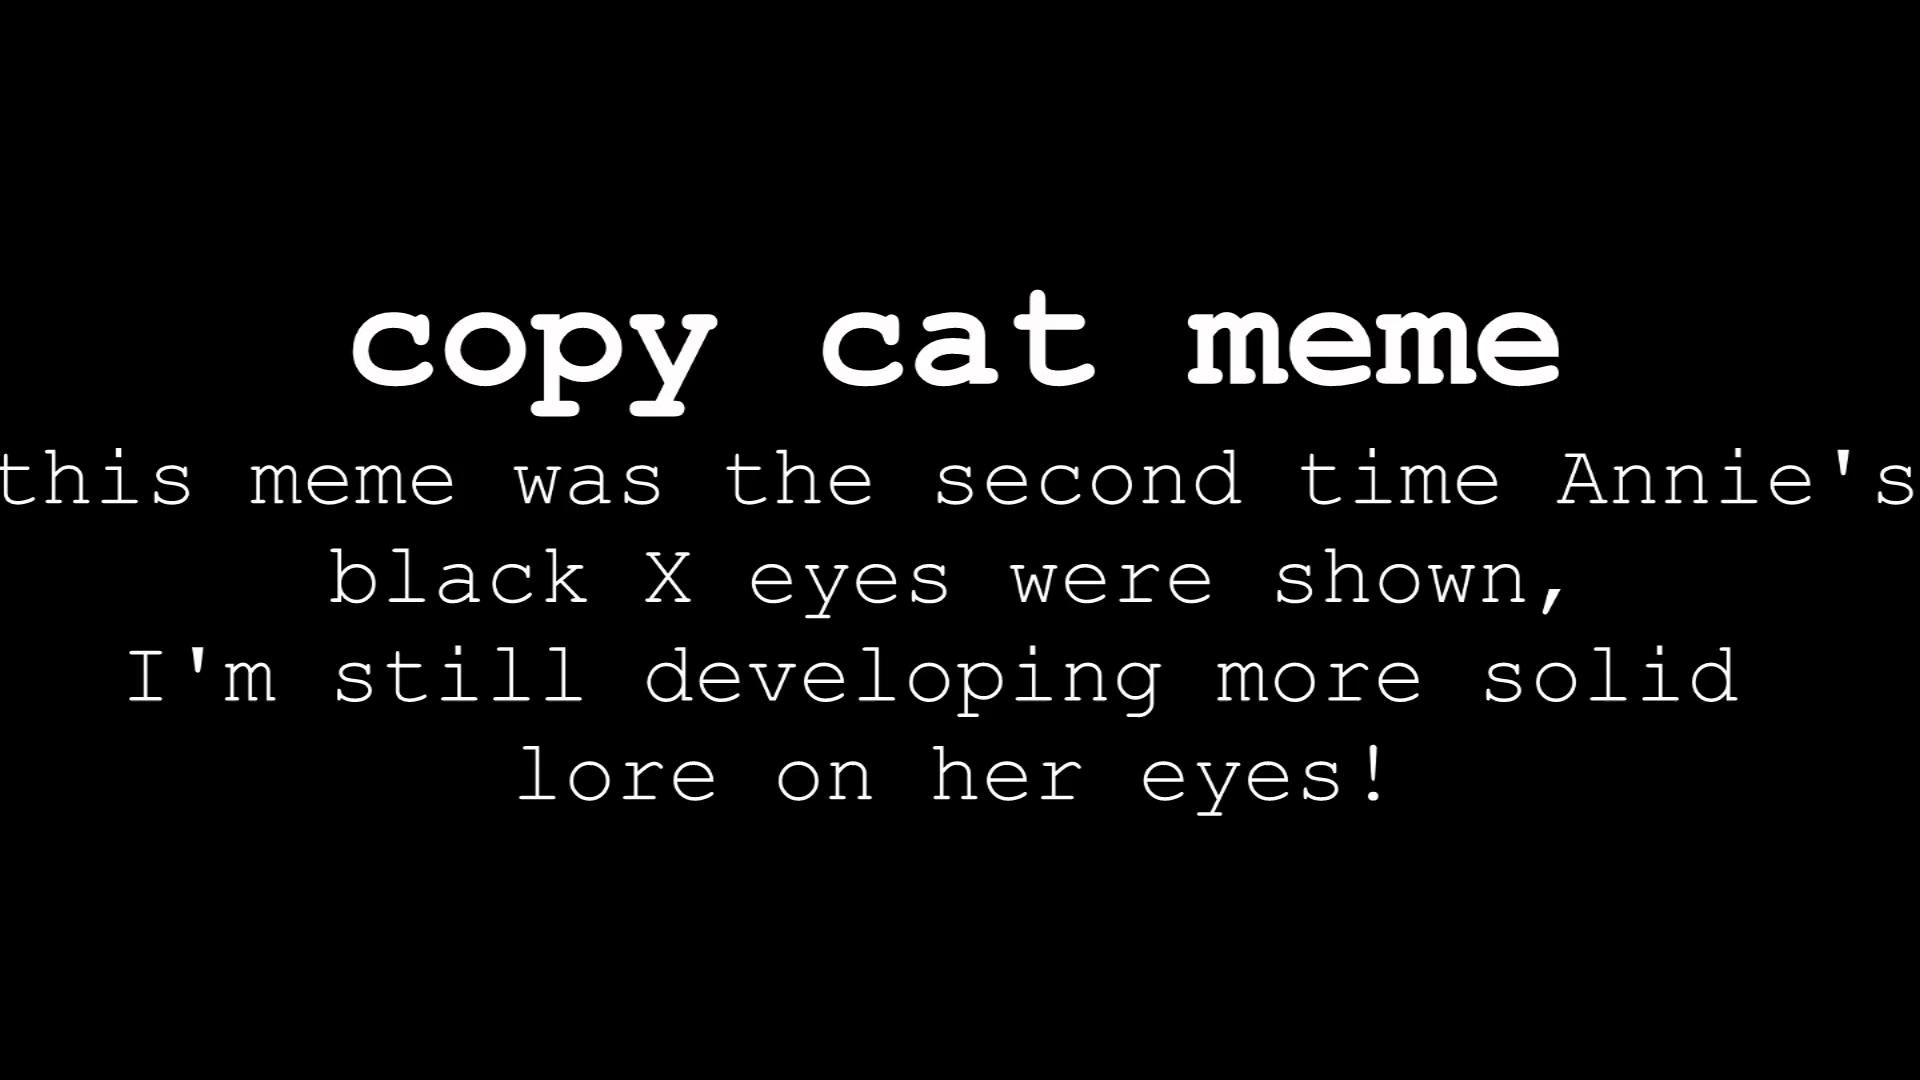 copy cat meme
this meme was the second time Annie's
black X eyes were shown,
I'm still developing more solid
lore on her eyes!